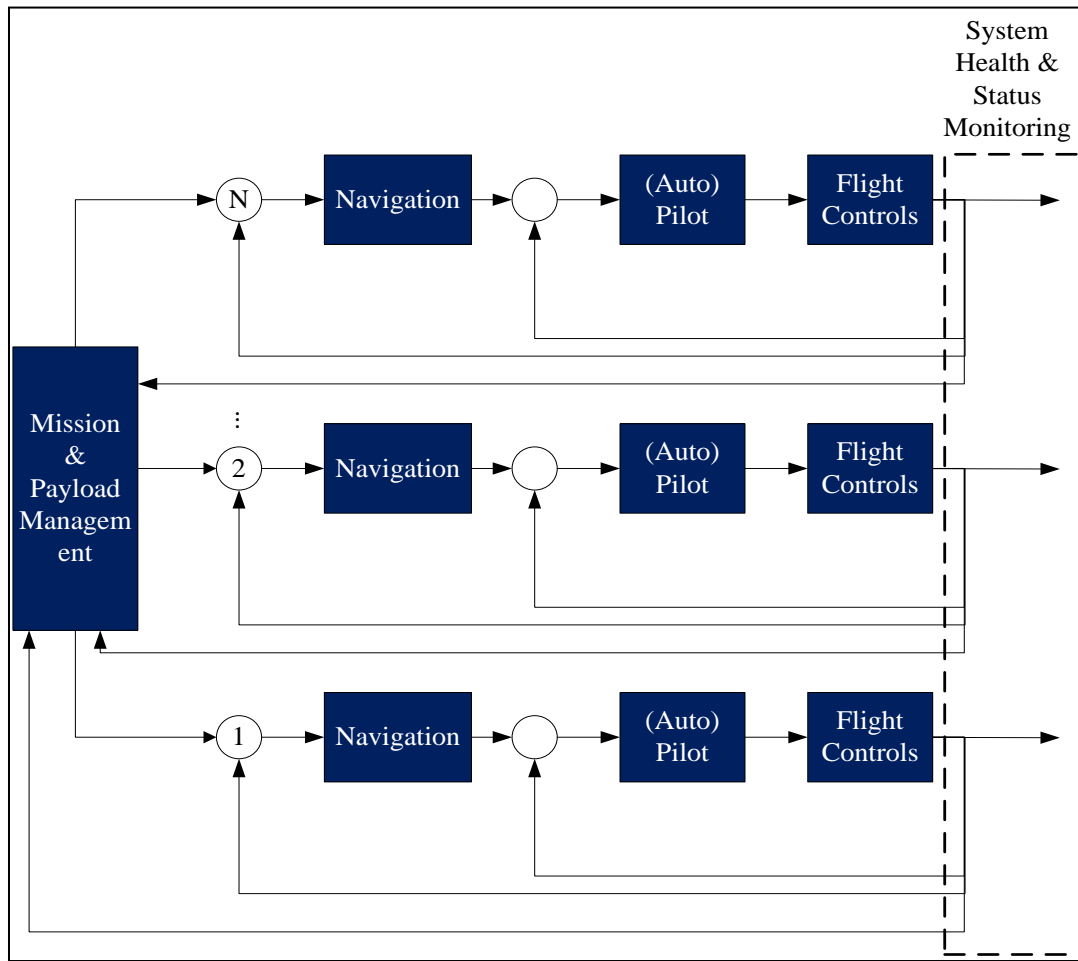 System
Health &
Status
Monitoring
N
Navigation
(Auto)
Pilot
Flight
Controls
Mission
&
Payload
Managem
ent
...
2
Navigation
(Auto)
Pilot
Flight
Controls
1
Navigation
(Auto)
Pilot
Flight
Controls